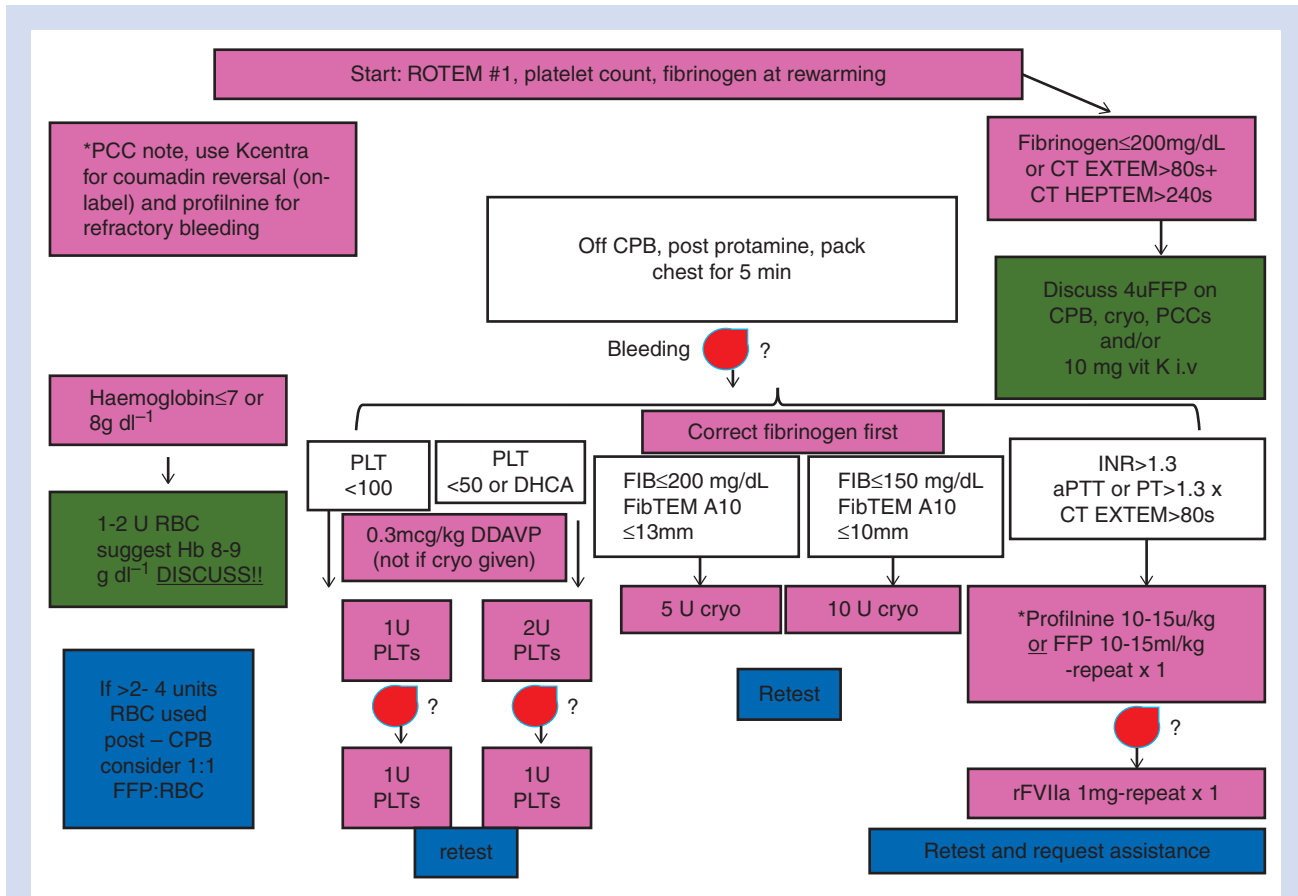 Start: ROTEM #1, platelet count, fibrinogen at rewarming
*PCC note, use Kcentra
for coumadin reversal (on-
label) and profilnine for
refractory bleeding
Fibrinogen≤200mg/dL
or CT EXTEM>80s+
CT HEPTEM>240s
Off CPB, post protamine, pack
chest for 5 min
Discuss 4uFFP on
CPB, cryo, PCCs
and/or
10 mg vit K i.v
Bleeding ?
Haemoglobin≤7 or
8g dl⁻¹
Correct fibrinogen first
PLT
<100
PLT
<50 or DHCA
FIB≤200 mg/dL
FibTEM A10
≤13mm
FIB≤150 mg/dL
FibTEM A10
≤10mm
INR>1.3
aPTT or PT>1.3 x
CT EXTEM>80s
1-2 U RBC
suggest Hb 8-9
g dl⁻¹ DISCUSS!!
0.3mcg/kg DDAVP
(not if cryo given)
5 U cryo
10 U cryo
*Profilnine 10-15u/kg
or FFP 10-15ml/kg
-repeat x 1
1U
PLTs
2U
PLTs
If >2- 4 units
RBC used
post – CPB
consider 1:1
FFP:RBC
Retest
?
?
?
1U
PLTs
1U
PLTs
rFVIIa 1mg-repeat x 1
retest
Retest and request assistance